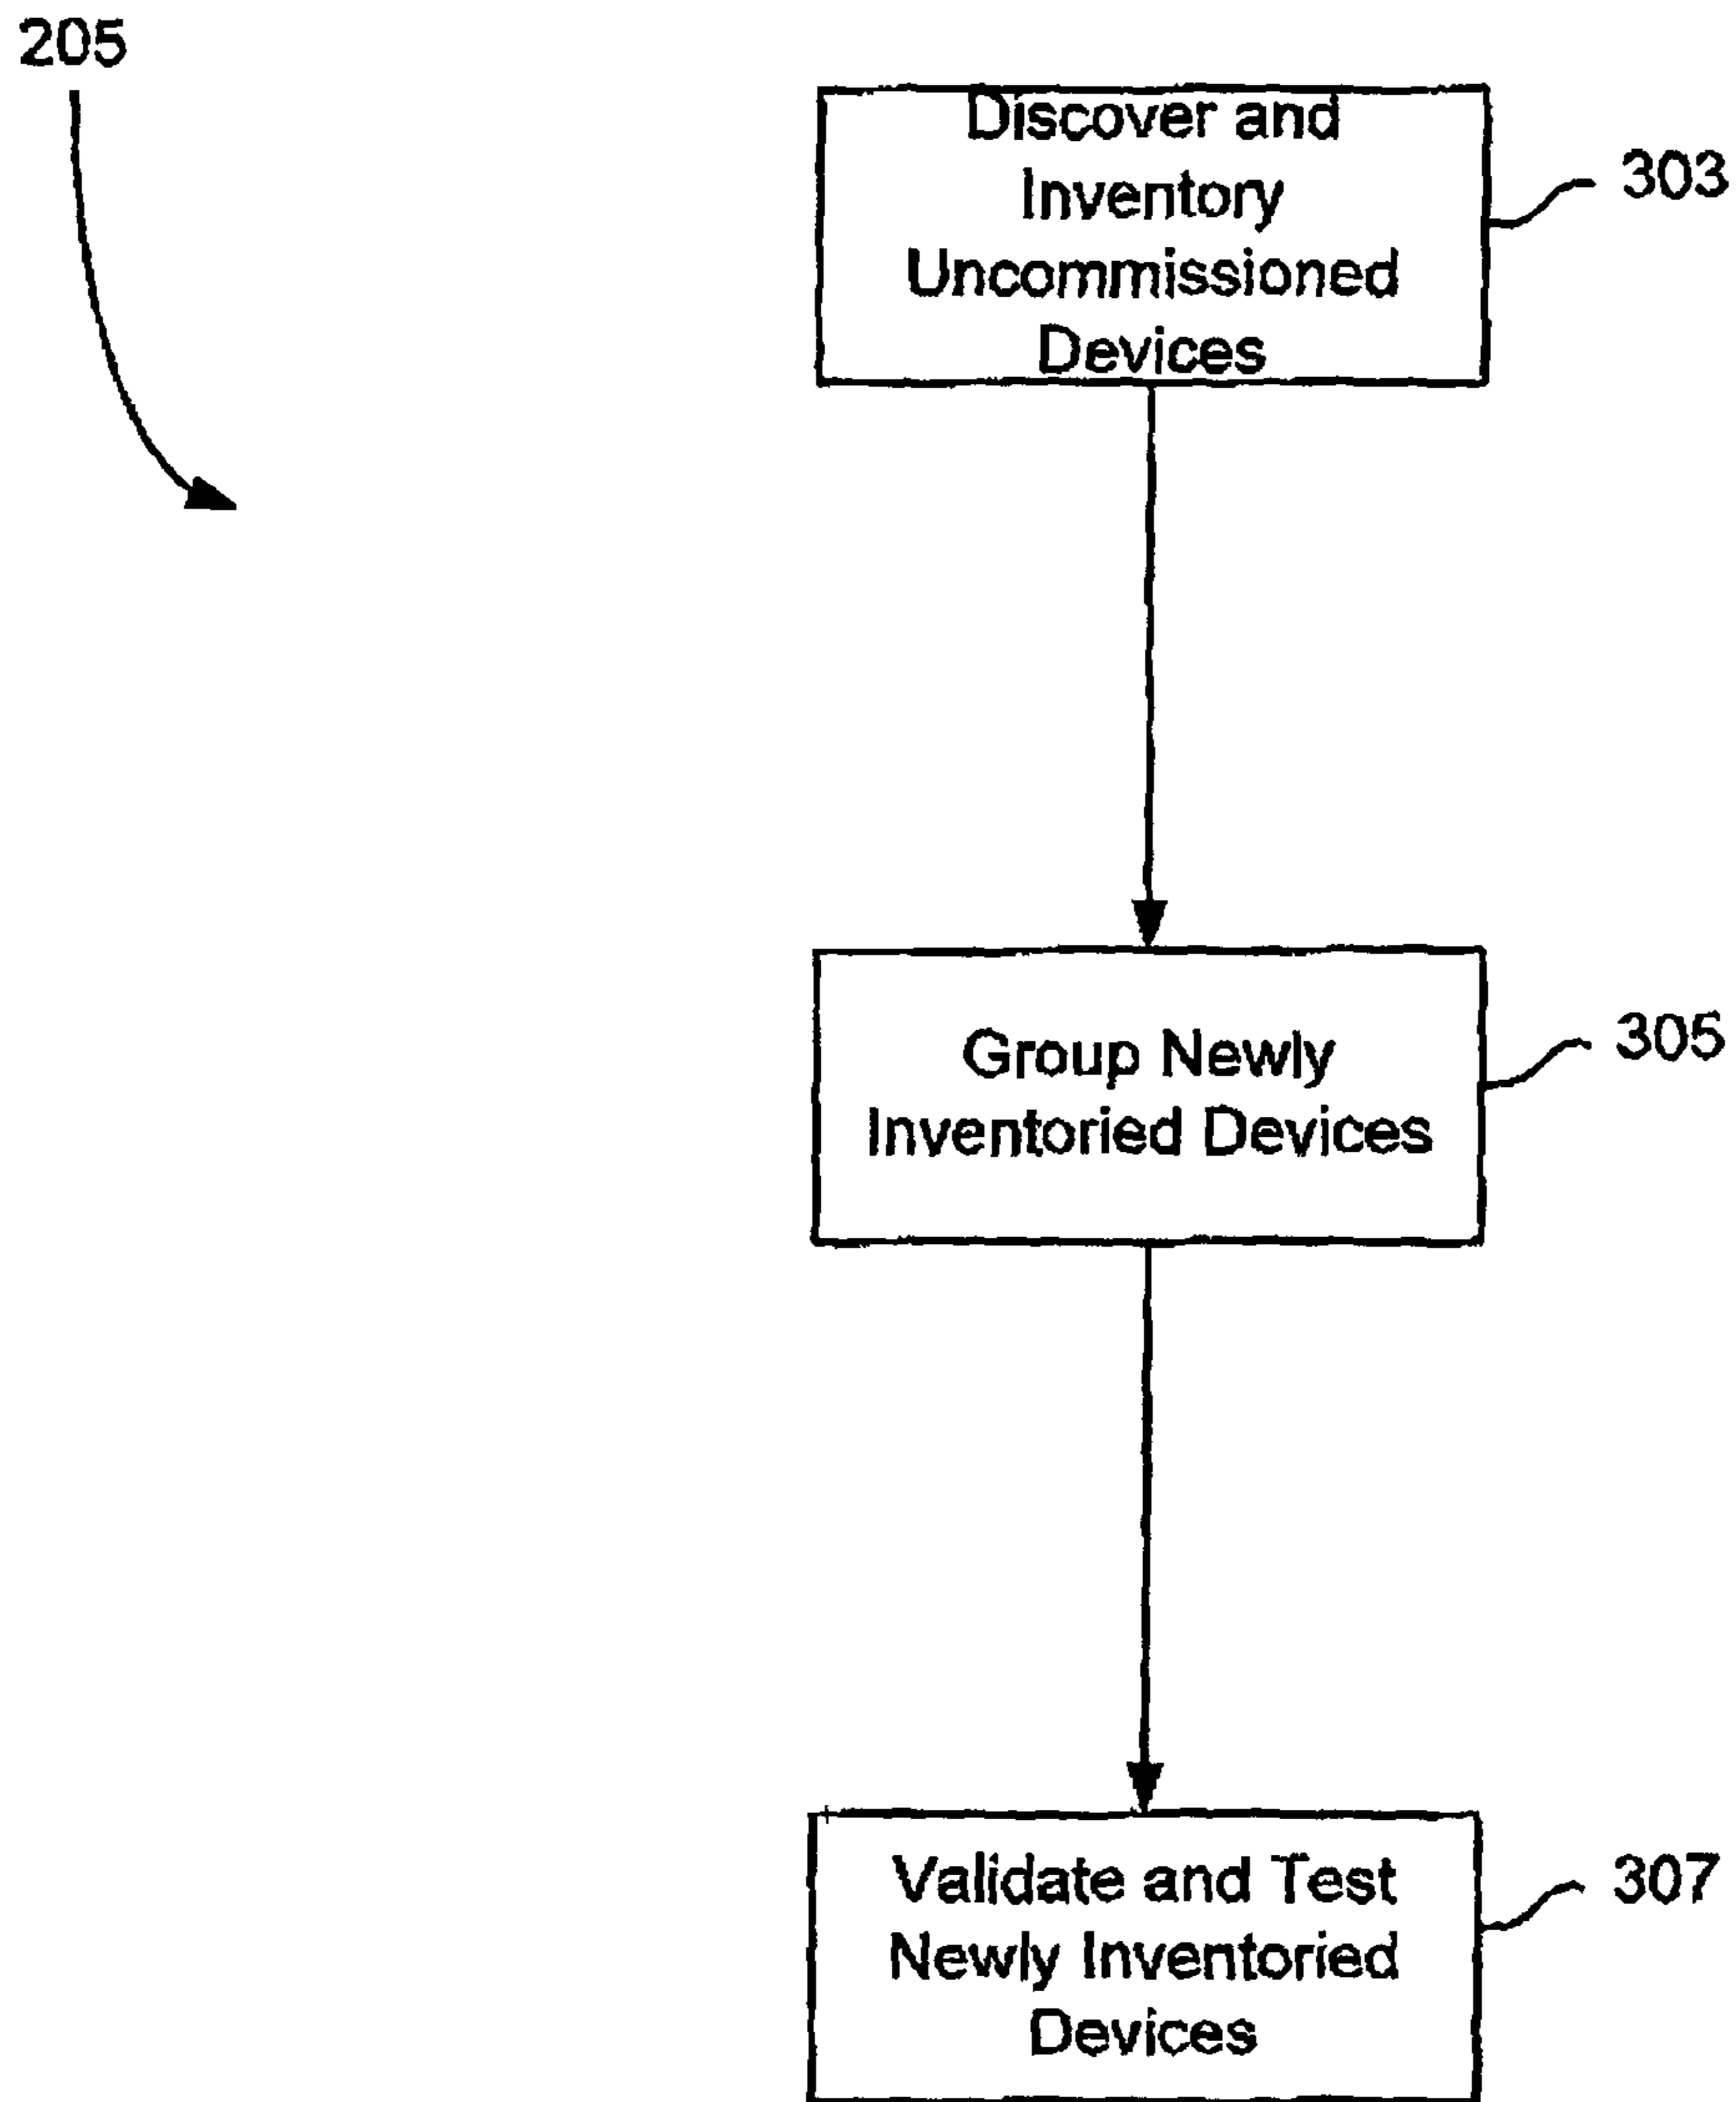 205
Discover and
Inventory
Uncommissioned
Devices
303
Group Newly
Inventoried Devices
305
Validate and Test
Newly Inventoried
Devices
307